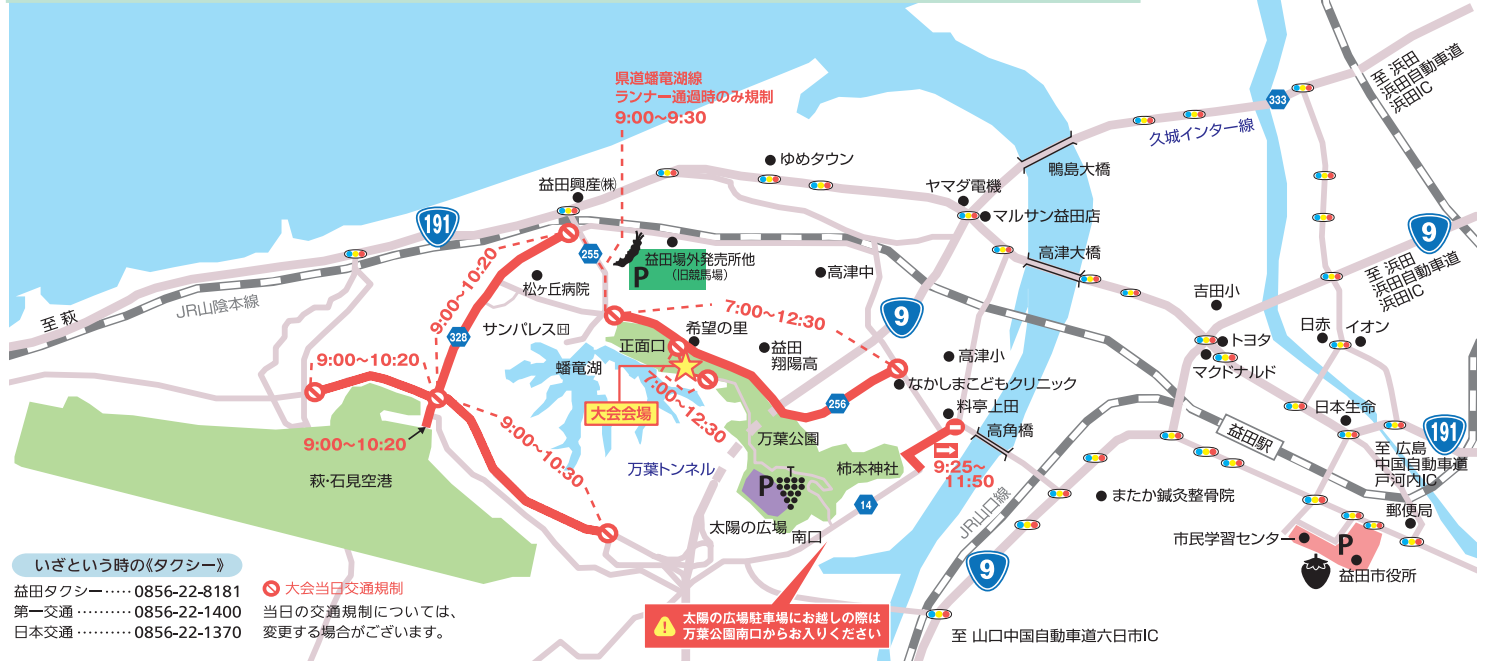 県道蟠竜湖線
ランナー通過時のみ規制
9:00~9:30
至 浜田
浜田自動車道
浜田IC
333
久城インター線
ゆめタウン
鴨島大橋
益田興産㈱
ヤマダ電機
マルサン益田店
191
255
益田場外発売所他
(旧競馬場)
P
高津中
高津大橋
9
至 浜田
浜田自動車道
浜田IC
9:00~10:20
松ヶ丘病院
JR山陰本線
至 萩
7:00~12:30
9
吉田小
日赤
イオン
トヨタ
マクドナルド
328
サンパレス田
正面口
希望の里
益田
翔陽高
高津小
9:00~10:20
蟠竜湖
大会会場
7:00~12:30
なかしまこどもクリニック
256
料亭上田
高角橋
日本生命
191
益田駅
9:00~10:20
9:00~10:30
万葉公園
柿本神社
9:25~
11:50
至 広島
中国自動車道
戸河内IC
萩・石見空港
万葉トンネル
P
14
またか鍼灸整骨院
JR山口線
郵便局
太陽の広場
南口
市民学習センター
P
9
益田市役所
いざという時の《タクシー》
益田タクシー‥‥‥0856-22-8181
第一交通‥‥‥‥‥0856-22-1400
日本交通‥‥‥‥‥0856-22-1370
大会当日交通規制
当日の交通規制については、
変更する場合がございます。
太陽の広場駐車場にお越しの際は
万葉公園南口からお入りください
至 山口中国自動車道六日市IC